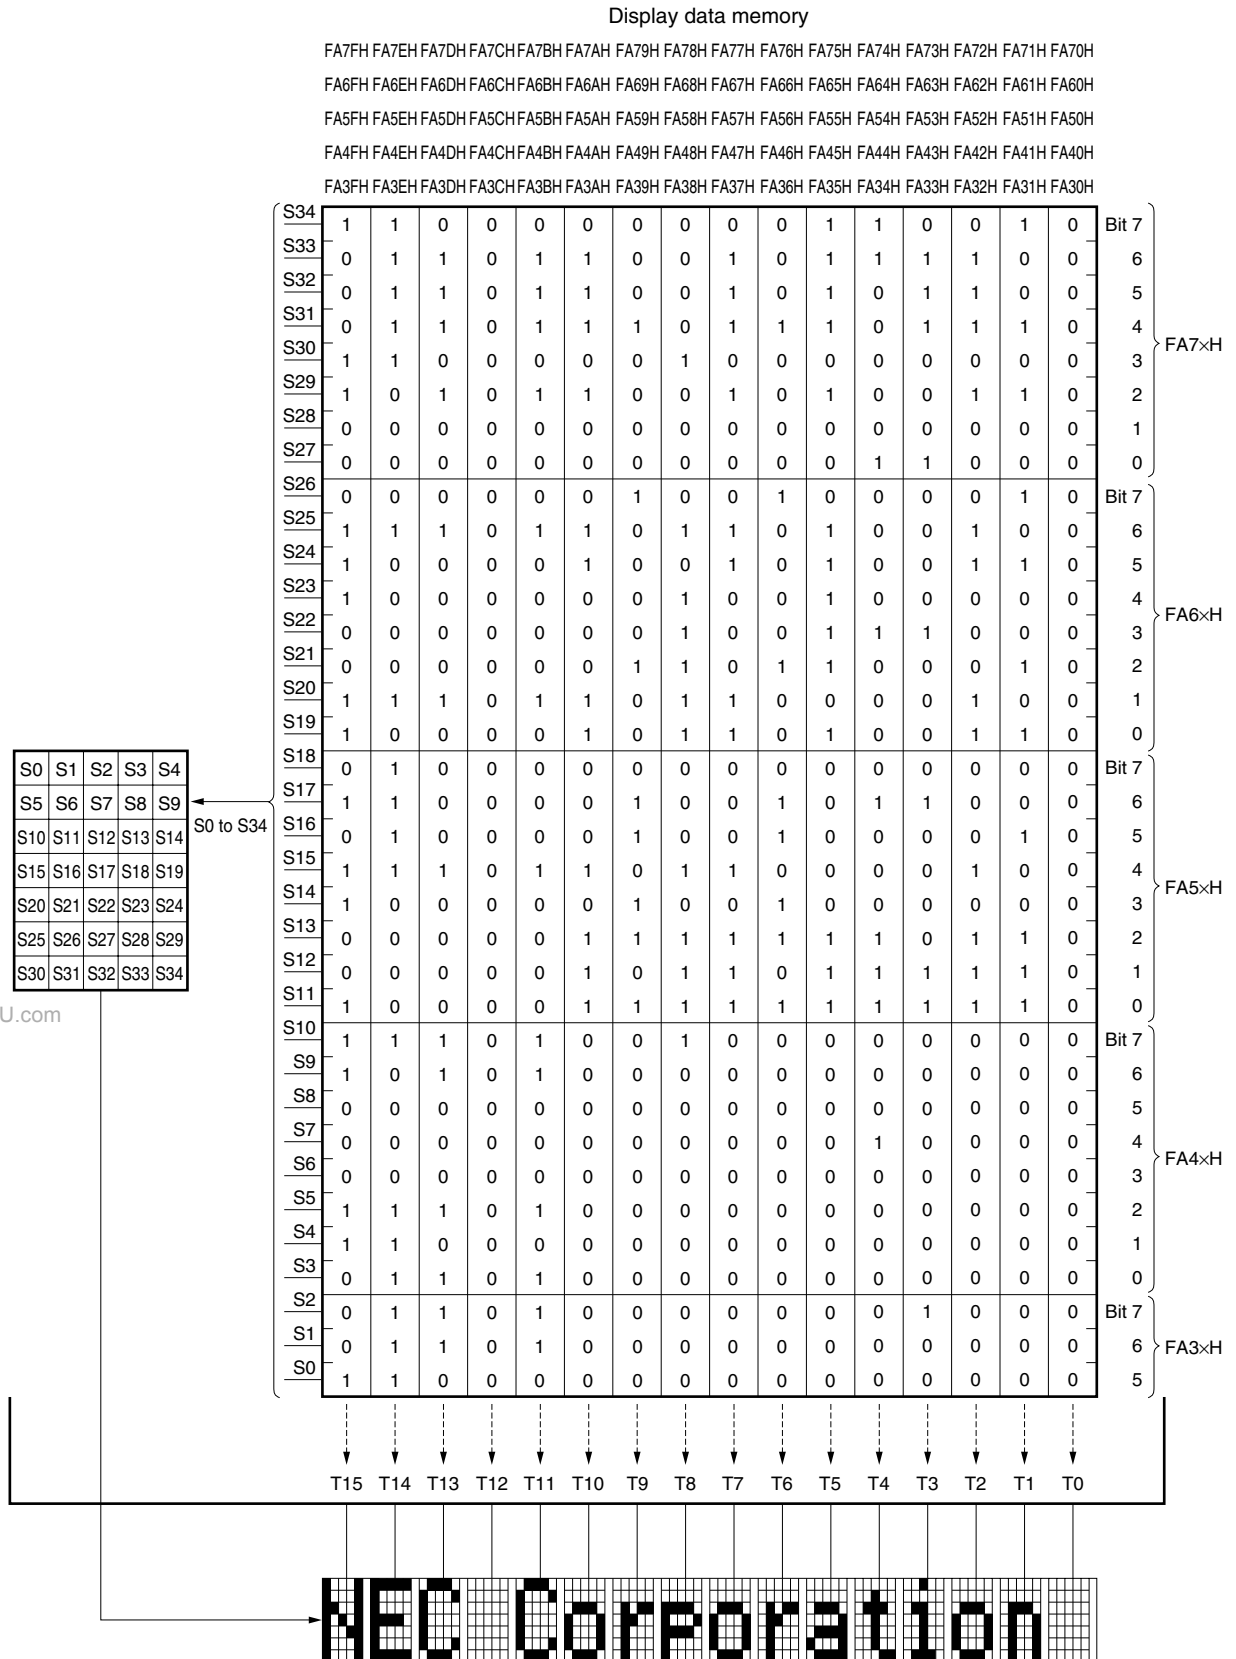 Display data memory
FA7FH FA7EH FA7DH FA7CH FA7BH FA7AH FA79H FA78H FA77H FA76H FA75H FA74H FA73H FA72H FA71H FA70H
FA6FH FA6EH FA6DH FA6CH FA6BH FA6AH FA69H FA68H FA67H FA66H FA65H FA64H FA63H FA62H FA61H FA60H
FA5FH FA5EH FA5DH FA5CH FA5BH FA5AH FA59H FA58H FA57H FA56H FA55H FA54H FA53H FA52H FA51H FA50H
FA4FH FA4EH FA4DH FA4CH FA4BH FA4AH FA49H FA48H FA47H FA46H FA45H FA44H FA43H FA42H FA41H FA40H
FA3FH FA3EH FA3DH FA3CH FA3BH FA3AH FA39H FA38H FA37H FA36H FA35H FA34H FA33H FA32H FA31H FA30H
S34 1 1 0 0 0 0 0 0 0 0 1 1 0 0 1 0 Bit 7
S33 0 1 1 0 1 1 0 0 1 0 1 1 1 1 0 0 6
S32 0 1 1 0 1 1 0 0 1 0 1 0 1 1 0 0 5
S31 0 1 1 0 1 1 1 0 1 1 1 0 1 1 1 0 4
FA7×H
S30 1 1 0 0 0 0 0 1 0 0 0 0 0 0 0 0 3
S29 1 0 1 0 1 1 0 0 1 0 1 0 0 1 1 0 2
S28 0 0 0 0 0 0 0 0 0 0 0 0 0 0 0 0 1
S27 0 0 0 0 0 0 0 0 0 0 0 1 1 0 0 0 0
S26 0 0 0 0 0 0 1 0 0 1 0 0 0 0 1 0 Bit 7
S25 1 1 1 0 1 1 0 1 1 0 1 0 0 1 0 0 6
S24 1 0 0 0 0 1 0 0 1 0 1 0 0 1 1 0 5
S23 1 0 0 0 0 0 0 1 0 0 1 0 0 0 0 0 4
FA6×H
S22 0 0 0 0 0 0 0 1 0 0 1 1 1 0 0 0 3
S21 0 0 0 0 0 0 1 1 0 1 1 0 0 0 1 0 2
S20 1 1 1 0 1 1 0 1 1 0 0 0 0 1 0 0 1
S19 1 0 0 0 0 1 0 1 1 0 1 0 0 1 1 0 0
S18 0 1 0 0 0 0 0 0 0 0 0 0 0 0 0 0 Bit 7
S17 1 1 0 0 0 0 1 0 0 1 0 1 1 0 0 0 6
S16 0 1 0 0 0 0 1 0 0 1 0 0 0 0 1 0 5
S15 1 1 1 0 1 1 0 1 1 0 0 0 0 1 0 0 4
FA5×H
S14 1 0 0 0 0 0 1 0 0 1 0 0 0 0 0 0 3
S13 0 0 0 0 0 1 1 1 1 1 1 1 0 1 1 0 2
S12 0 0 0 0 0 1 0 1 1 0 1 1 1 1 1 0 1
S11 1 0 0 0 0 1 1 1 1 1 1 1 1 1 1 0 0
S10 1 1 1 0 1 0 0 1 0 0 0 0 0 0 0 0 Bit 7
S9 1 0 1 0 1 0 0 0 0 0 0 0 0 0 0 0 6
S8 0 0 0 0 0 0 0 0 0 0 0 0 0 0 0 0 5
S7 0 0 0 0 0 0 0 0 0 0 0 1 0 0 0 0 4
FA4×H
S6 0 0 0 0 0 0 0 0 0 0 0 0 0 0 0 0 3
S5 1 1 1 0 1 0 0 0 0 0 0 0 0 0 0 0 2
S4 1 1 0 0 0 0 0 0 0 0 0 0 0 0 0 0 1
S3 0 1 1 0 1 0 0 0 0 0 0 0 0 0 0 0 0
S2 0 1 1 0 1 0 0 0 0 0 0 0 1 0 0 0 Bit 7
S1 0 1 1 0 1 0 0 0 0 0 0 0 0 0 0 0 6 FA3×H
S0 1 1 0 0 0 0 0 0 0 0 0 0 0 0 0 0 5
S0 S1 S2 S3 S4
S5 S6 S7 S8 S9
S10 S11 S12 S13 S14
S15 S16 S17 S18 S19
S20 S21 S22 S23 S24
S25 S26 S27 S28 S29
S30 S31 S32 S33 S34
S0 to S34
U.com
T15 T14 T13 T12 T11 T10 T9 T8 T7 T6 T5 T4 T3 T2 T1 T0
NEC Corporation